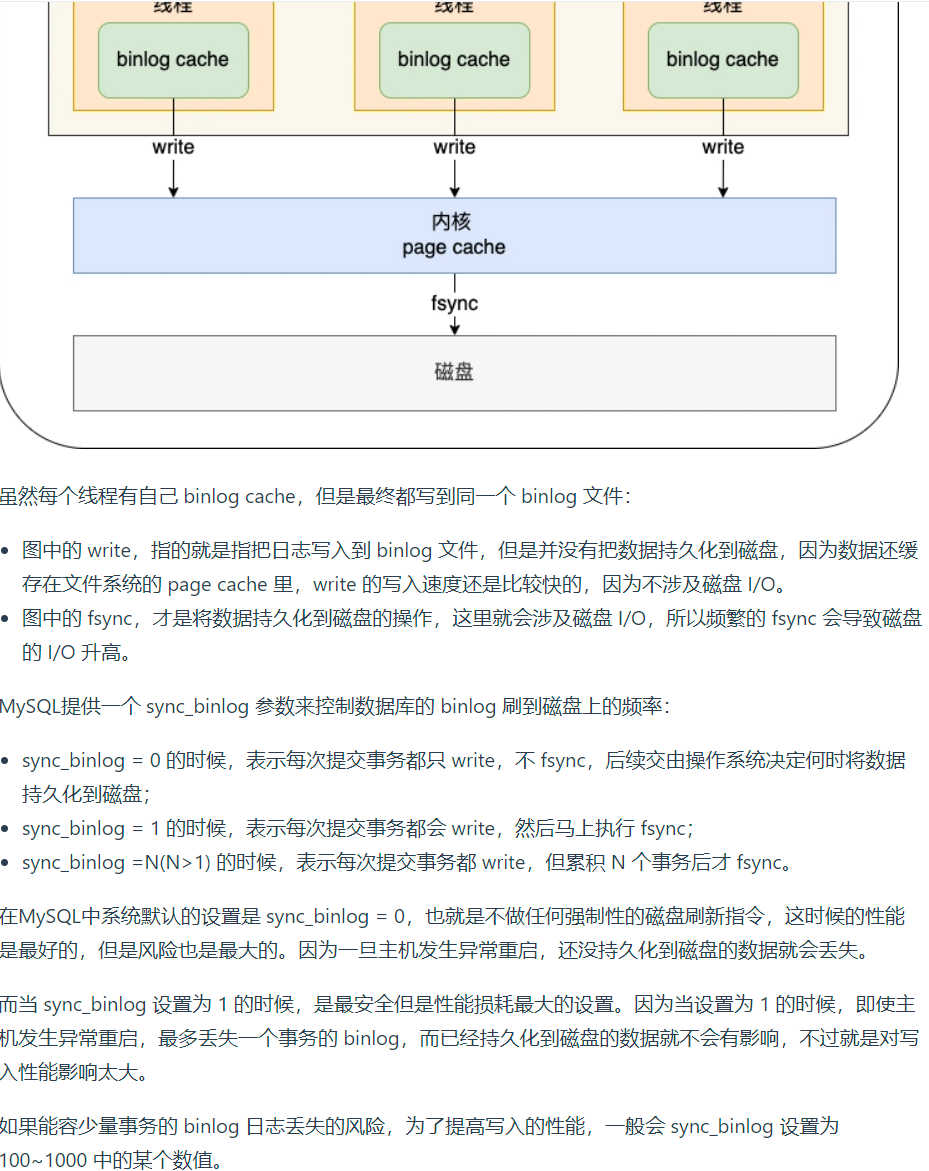 线程 线程 线程
binlog cache binlog cache binlog cache
write write write
内核
page cache
fsync
磁盘
虽然每个线程有自己 binlog cache，但是最终都写到同一个 binlog 文件：
图中的 write，指的就是指把日志写入到 binlog 文件，但是并没有把数据持久化到磁盘，因为数据还缓
存在文件系统的 page cache 里，write 的写入速度还是比较快的，因为不涉及磁盘 I/O。
图中的 fsync，才是将数据持久化到磁盘的操作，这里就会涉及磁盘 I/O，所以频繁的 fsync 会导致磁盘
的 I/O 升高。
MySQL提供一个 sync_binlog 参数来控制数据库的 binlog 刷到磁盘上的频率：
sync_binlog = 0 的时候，表示每次提交事务都只 write，不 fsync，后续交由操作系统决定何时将数据
持久化到磁盘；
sync_binlog = 1 的时候，表示每次提交事务都会 write，然后马上执行 fsync；
sync_binlog =N(N>1) 的时候，表示每次提交事务都 write，但累积 N 个事务后才 fsync。
在MySQL中系统默认的设置是 sync_binlog = 0，也就是不做任何强制性的磁盘刷新指令，这时候的性能
是最好的，但是风险也是最大的。因为一旦主机发生异常重启，还没持久化到磁盘的数据就会丢失。
而当 sync_binlog 设置为 1 的时候，是最安全但是性能损耗最大的设置。因为当设置为 1 的时候，即使主
机发生异常重启，最多丢失一个事务的 binlog，而已经持久化到磁盘的数据就不会有影响，不过就是对写
入性能影响太大。
如果能容少量事务的 binlog 日志丢失的风险，为了提高写入的性能，一般会 sync_binlog 设置为
100~1000 中的某个数值。